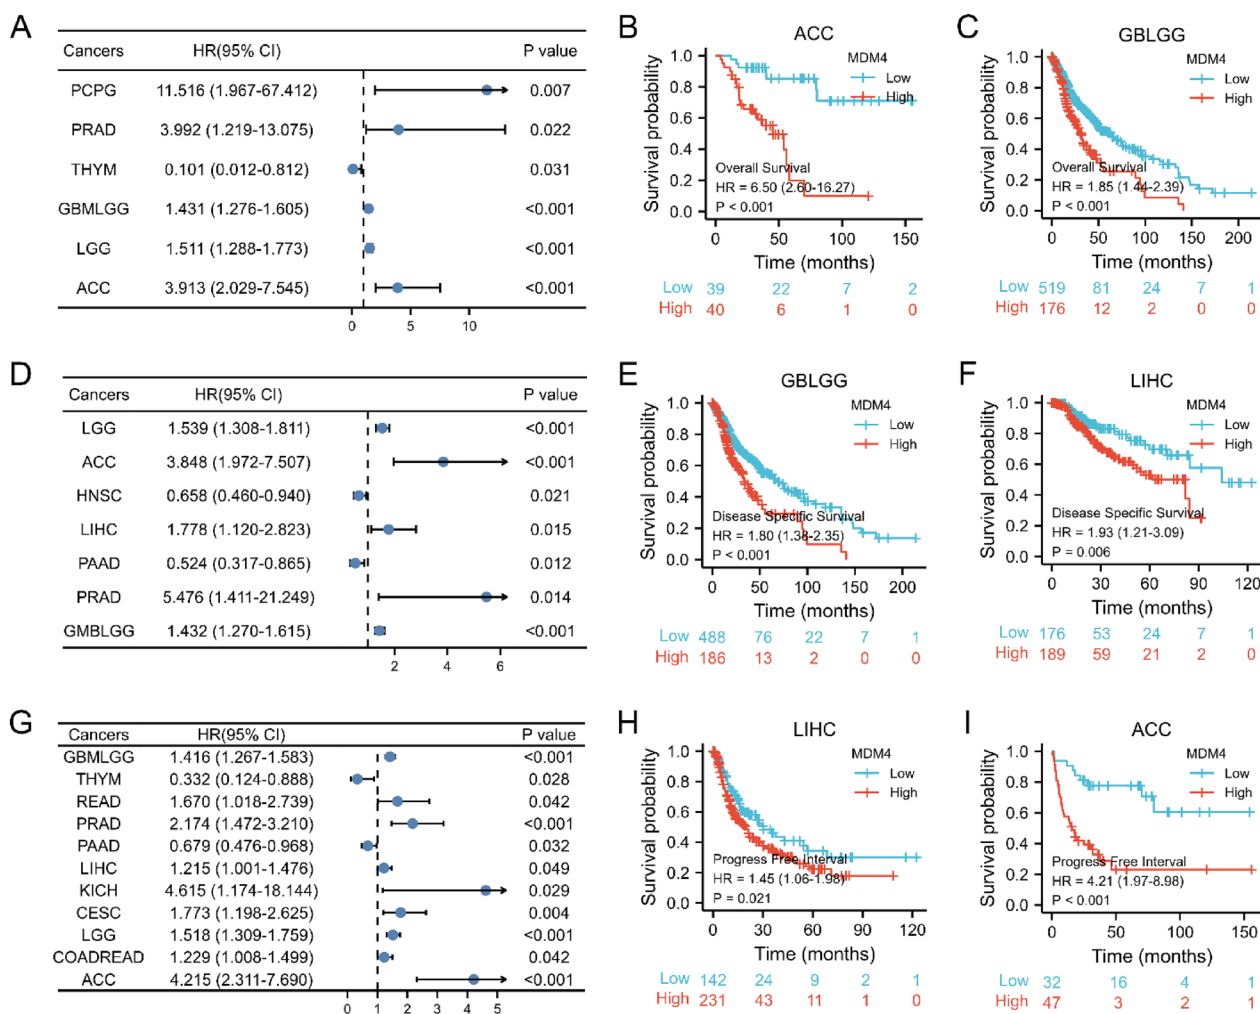 A
Cancers HR(95% CI) P value
PCPG 11.516 (1.967-67.412) 0.007
PRAD 3.992 (1.219-13.075) 0.022
THYM 0.101 (0.012-0.812) 0.031
GBMLGG 1.431 (1.276-1.605) <0.001
LGG 1.511 (1.288-1.773) <0.001
ACC 3.913 (2.029-7.545) <0.001
0 5 10
B
ACC
MDM4
Low
High
Survival probability
1.0
0.8
0.6
0.4
0.2
0.0
Overall Survival
HR = 6.50 (2.60-16.27)
P < 0.001
0 50 100 150
Time (months)
Low 39 22 7 2
High 40 6 1 0
C
GBLGG
MDM4
Low
High
Survival probability
1.0
0.8
0.6
0.4
0.2
0.0
Overall Survival
HR = 1.85 (1.44-2.39)
P < 0.001
0 50 100 150 200
Time (months)
Low 519 81 24 7 1
High 176 12 2 0 0
D
Cancers HR(95% CI) P value
LGG 1.539 (1.308-1.811) <0.001
ACC 3.848 (1.972-7.507) <0.001
HNSC 0.658 (0.460-0.940) 0.021
LIHC 1.778 (1.120-2.823) 0.015
PAAD 0.524 (0.317-0.865) 0.012
PRAD 5.476 (1.411-21.249) 0.014
GMBLGG 1.432 (1.270-1.615) <0.001
2 4 6
E
GBLGG
MDM4
Low
High
Survival probability
1.0
0.8
0.6
0.4
0.2
0.0
Disease Specific Survival
HR = 1.80 (1.38-2.35)
P < 0.001
0 50 100 150 200
Time (months)
Low 488 76 22 7 1
High 186 13 2 0 0
F
LIHC
MDM4
Low
High
Survival probability
1.0
0.8
0.6
0.4
0.2
0.0
Disease Specific Survival
HR = 1.93 (1.21-3.09)
P = 0.006
0 30 60 90 120
Time (months)
Low 176 53 24 7 1
High 189 59 21 2 0
G
Cancers HR(95% CI) P value
GBMLGG 1.416 (1.267-1.583) <0.001
THYM 0.332 (0.124-0.888) 0.028
READ 1.670 (1.018-2.739) 0.042
PRAD 2.174 (1.472-3.210) <0.001
PAAD 0.679 (0.476-0.968) 0.032
LIHC 1.215 (1.001-1.476) 0.049
KICH 4.615 (1.174-18.144) 0.029
CESC 1.773 (1.198-2.625) 0.004
LGG 1.518 (1.309-1.759) <0.001
COADREAD 1.229 (1.008-1.499) 0.042
ACC 4.215 (2.311-7.690) <0.001
0 1 2 3 4 5
H
LIHC
MDM4
Low
High
Survival probability
1.0
0.8
0.6
0.4
0.2
0.0
Progress Free Interval
HR = 1.45 (1.06-1.98)
P = 0.021
0 30 60 90 120
Time (months)
Low 142 24 9 2 1
High 231 43 11 1 0
I
ACC
MDM4
Low
High
Survival probability
1.0
0.8
0.6
0.4
0.2
0.0
Progress Free Interval
HR = 4.21 (1.97-8.98)
P < 0.001
0 50 100 150
Time (months)
Low 32 16 4 1
High 47 3 2 1